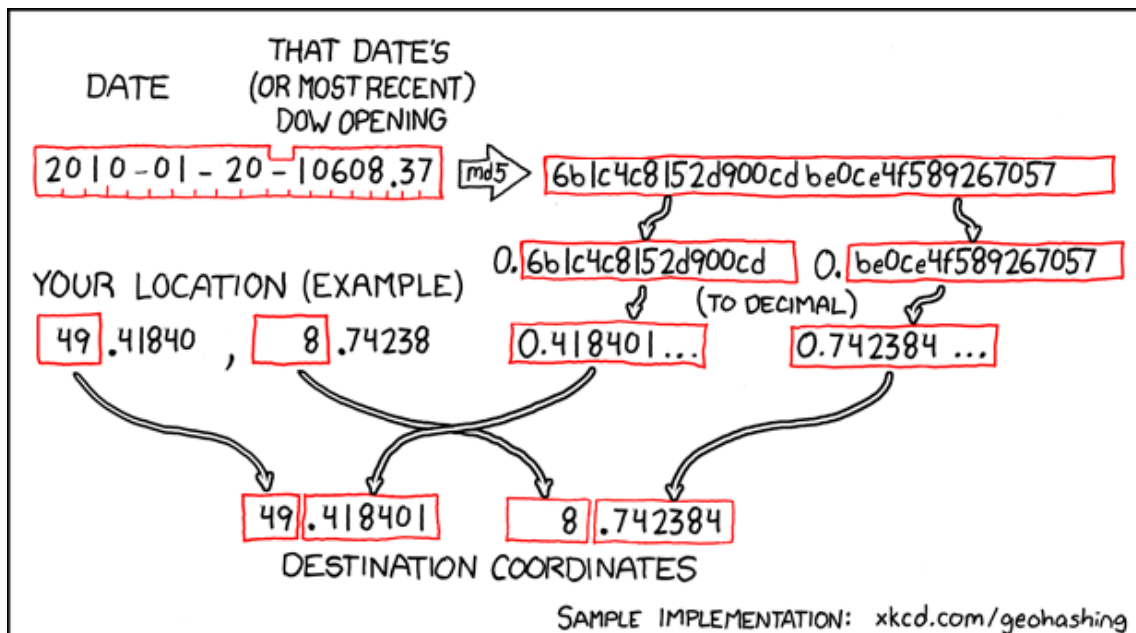 THAT DATE'S
DATE (OR MOST RECENT)
DOW OPENING
2010-01-20-10608.37 md5 6b1c4c8152d900cdbe0ce4f589267057
0.6b1c4c8152d900cd 0.be0ce4f589267057
YOUR LOCATION (EXAMPLE) (TO DECIMAL)
49.41840, 8.74238 0.418401... 0.742384...
49.418401 8.742384
DESTINATION COORDINATES
SAMPLE IMPLEMENTATION: xkcd.com/geohashing